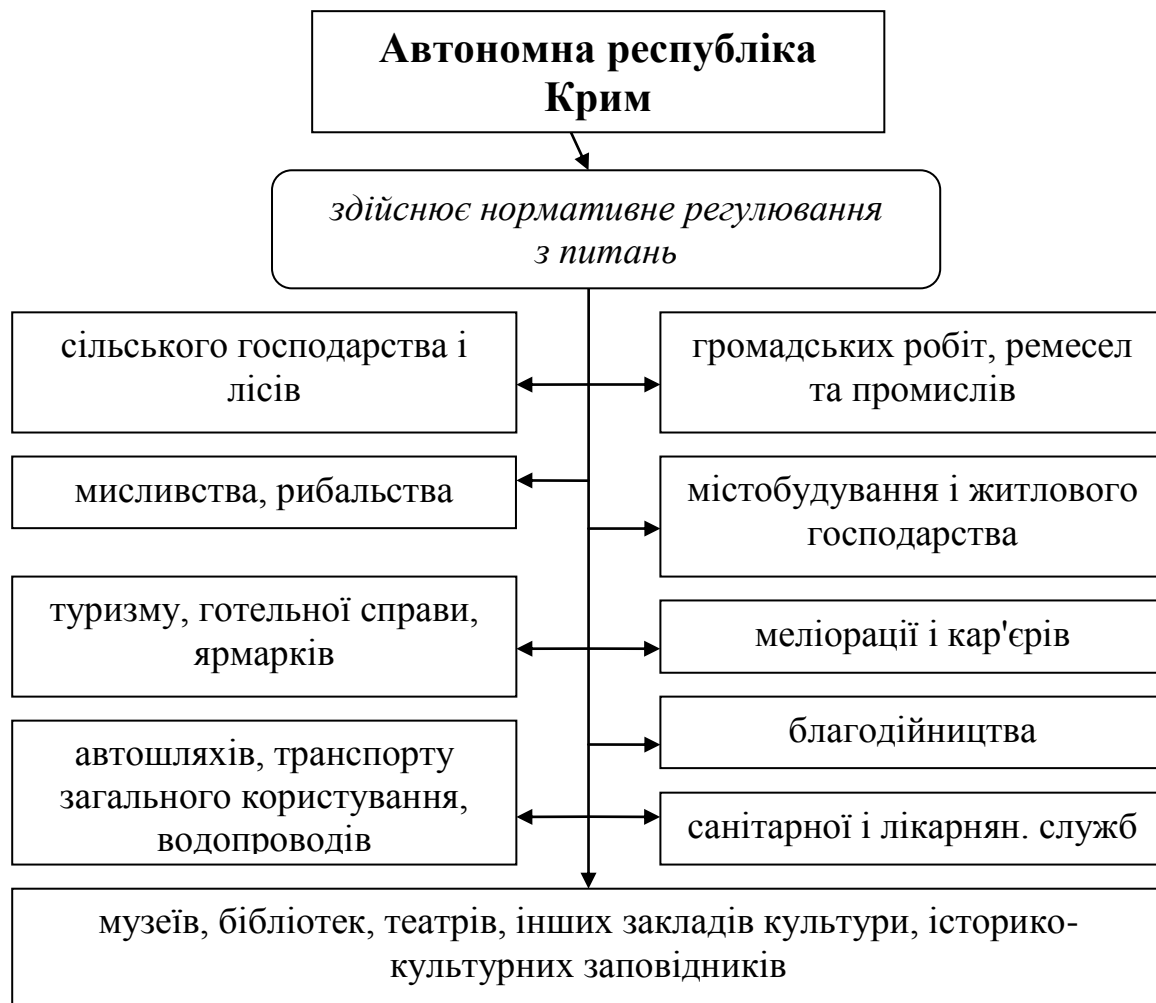 Автономна республіка
Крим
здійснює нормативне регулювання
з питань
сільського господарства і
лісів
громадських робіт, ремесел
та промислів
мисливства, рибальства
містобудування і житлового
господарства
туризму, готельної справи,
ярмарків
меліорації і кар'єрів
благодійництва
автошляхів, транспорту
загального користування,
водопроводів
санітарної і лікарнян. служб
музеїв, бібліотек, театрів, інших закладів культури, історико-
культурних заповідників